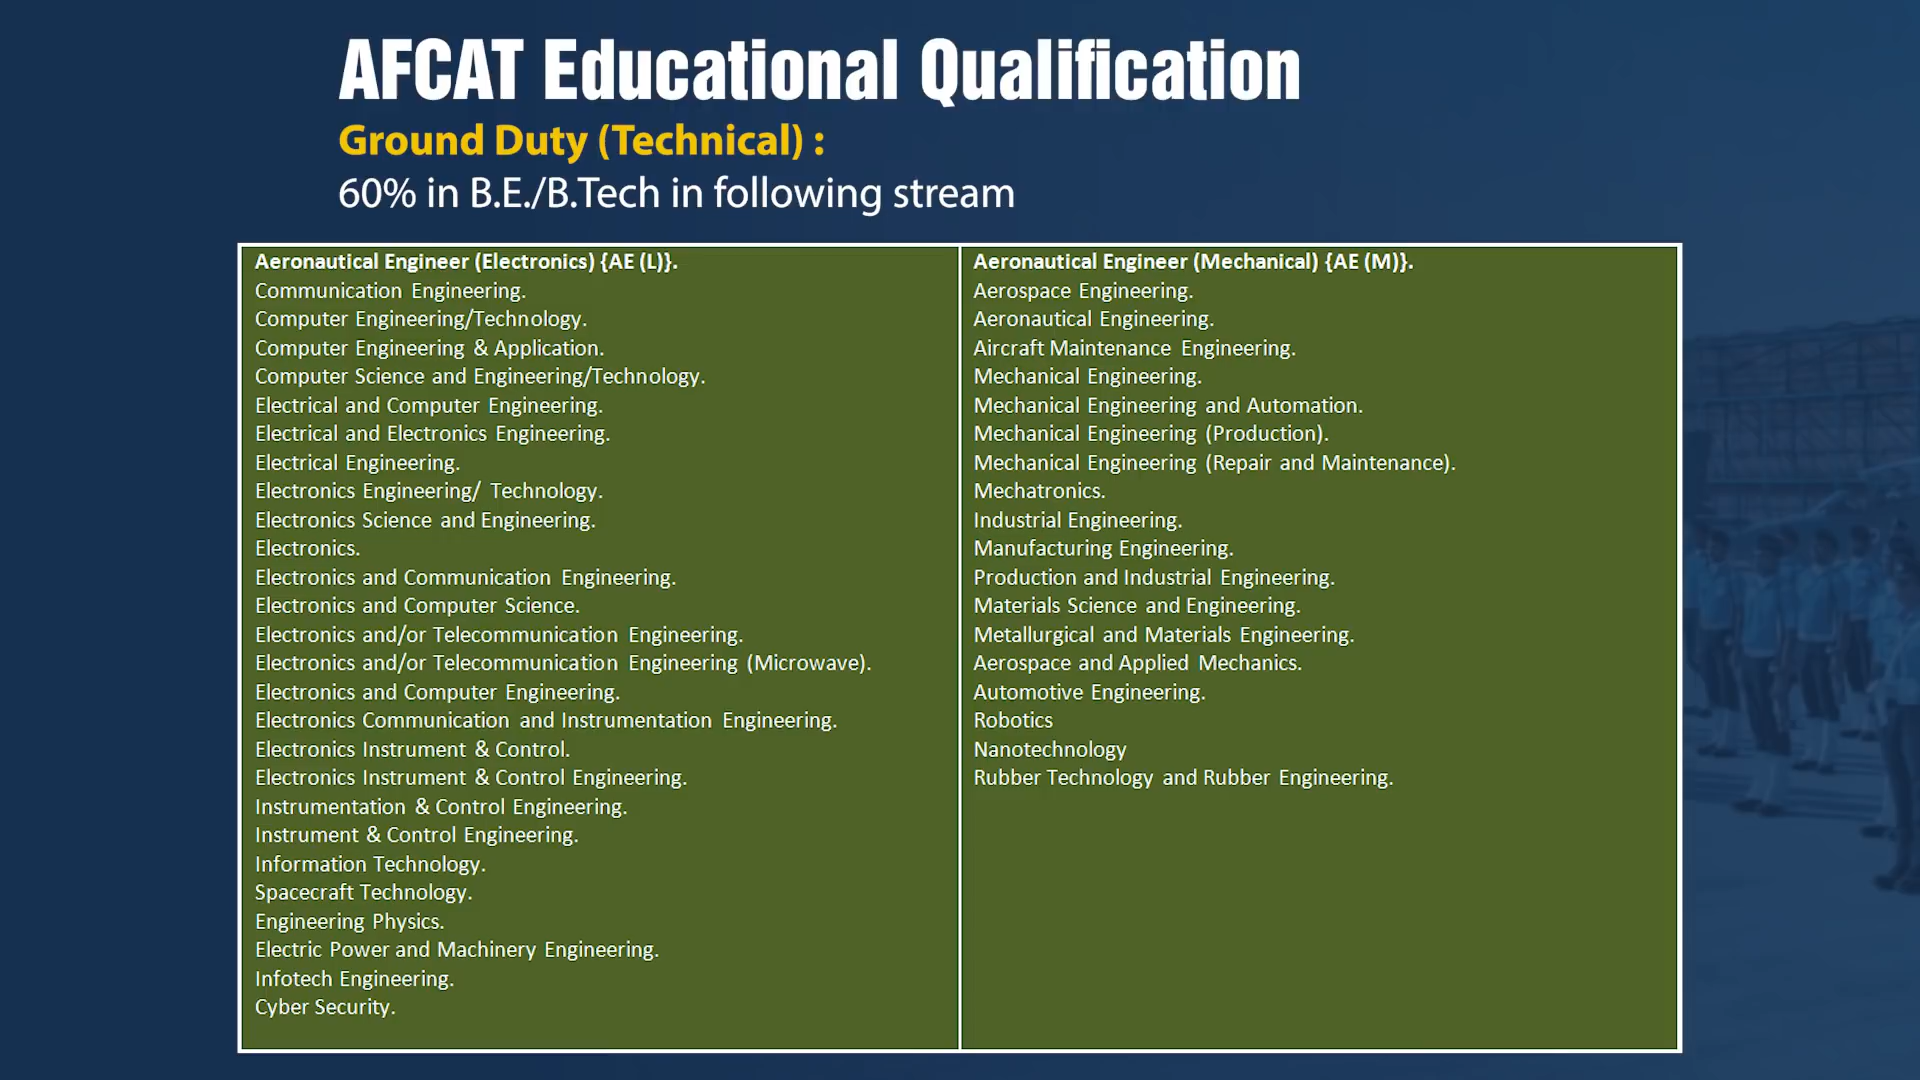 AFCAT Educational Qualification
Ground Duty (Technical) :
60% in B.E./B.Tech in following stream
Aeronautical Engineer (Electronics) {AE (L)}.
Communication Engineering.
Computer Engineering/Technology.
Computer Engineering & Application.
Computer Science and Engineering/Technology.
Electrical and Computer Engineering.
Electrical and Electronics Engineering.
Electrical Engineering.
Electronics Engineering/ Technology.
Electronics Science and Engineering.
Electronics.
Electronics and Communication Engineering.
Electronics and Computer Science.
Electronics and/or Telecommunication Engineering.
Electronics and/or Telecommunication Engineering (Microwave).
Electronics and Computer Engineering.
Electronics Communication and Instrumentation Engineering.
Electronics Instrument & Control.
Electronics Instrument & Control Engineering.
Instrumentation & Control Engineering.
Instrument & Control Engineering.
Information Technology.
Spacecraft Technology.
Engineering Physics.
Electric Power and Machinery Engineering.
Infotech Engineering.
Cyber Security.
Aeronautical Engineer (Mechanical) {AE (M)}.
Aerospace Engineering.
Aeronautical Engineering.
Aircraft Maintenance Engineering.
Mechanical Engineering.
Mechanical Engineering and Automation.
Mechanical Engineering (Production).
Mechanical Engineering (Repair and Maintenance).
Mechatronics.
Industrial Engineering.
Manufacturing Engineering.
Production and Industrial Engineering.
Materials Science and Engineering.
Metallurgical and Materials Engineering.
Aerospace and Applied Mechanics.
Automotive Engineering.
Robotics
Nanotechnology
Rubber Technology and Rubber Engineering.